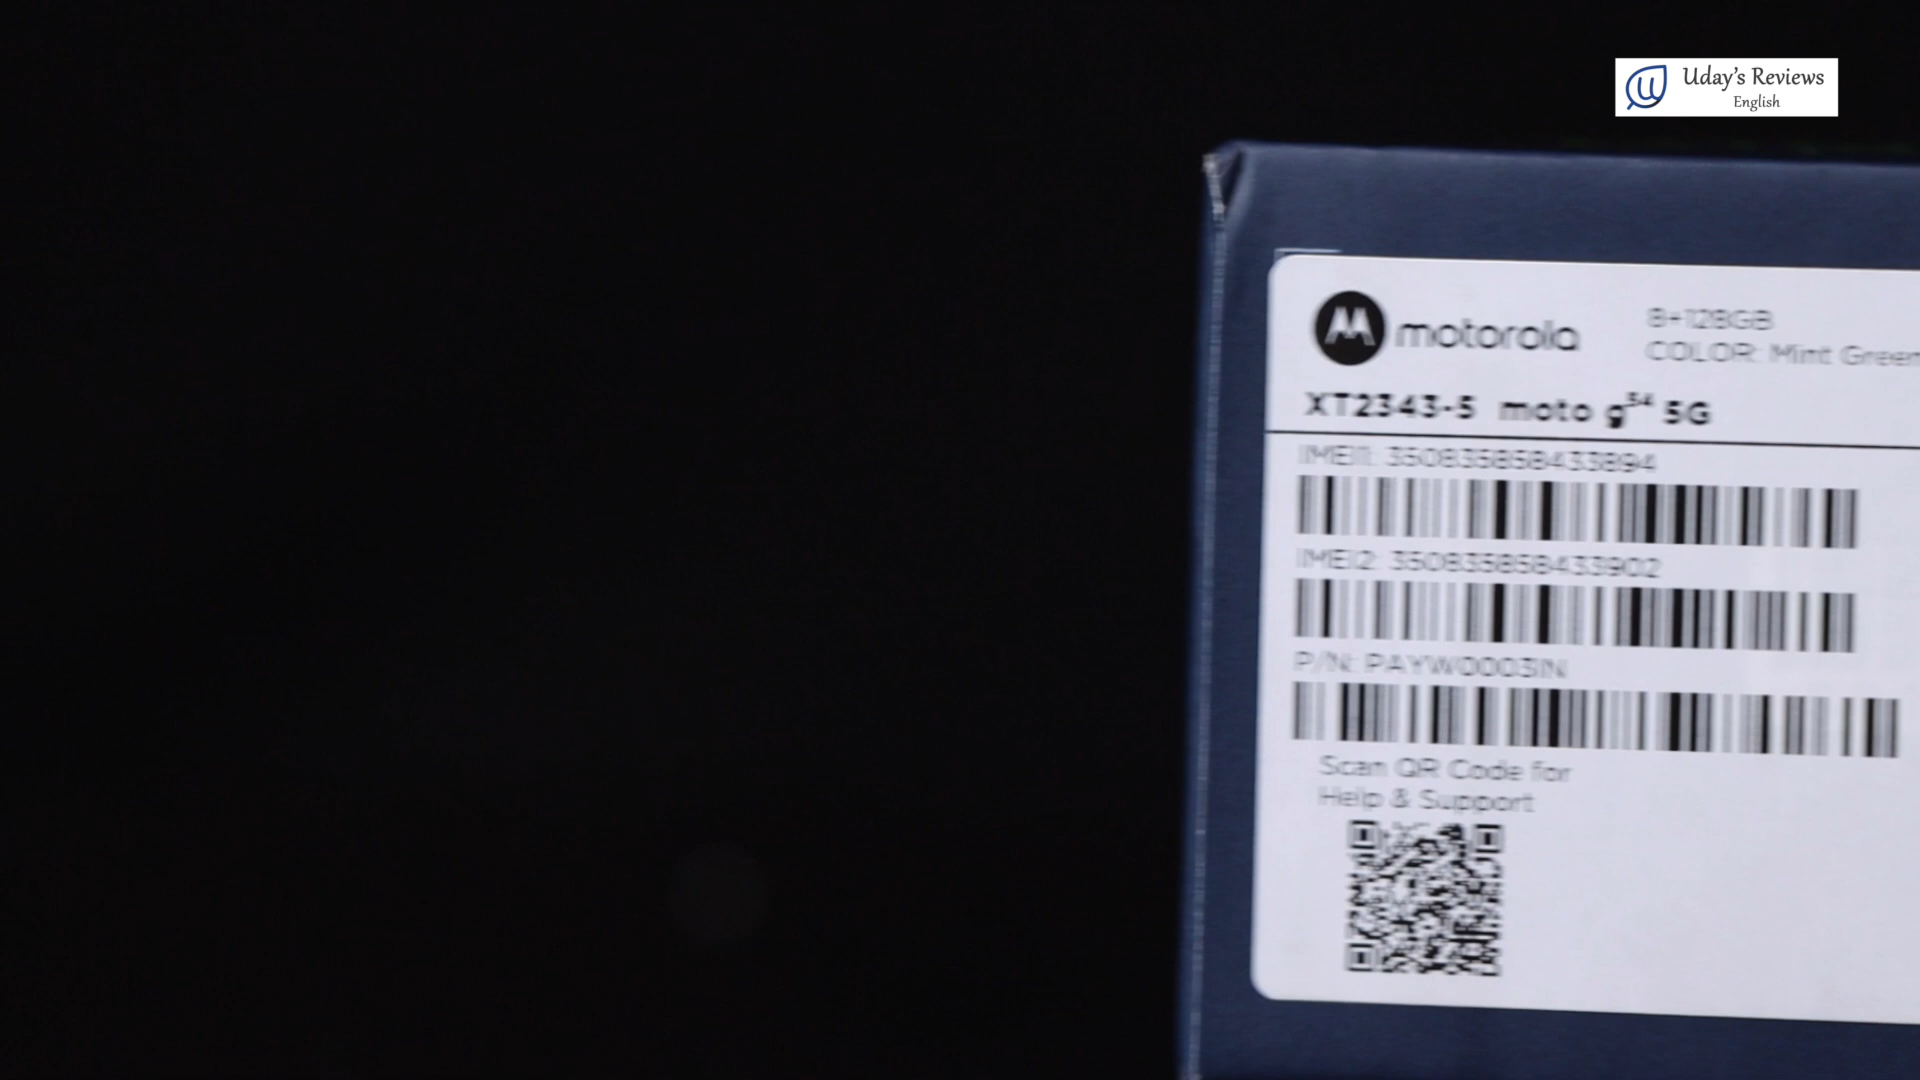 Uday's Reviews
English
motorola
8+128GB
COLOR: Mint Green
XT2343-5 moto g54 5G
IMEI1: 350835858433894
IMEI2: 350835858433902
P/N: PAYW0003IN
Scan QR Code for
Help & Support